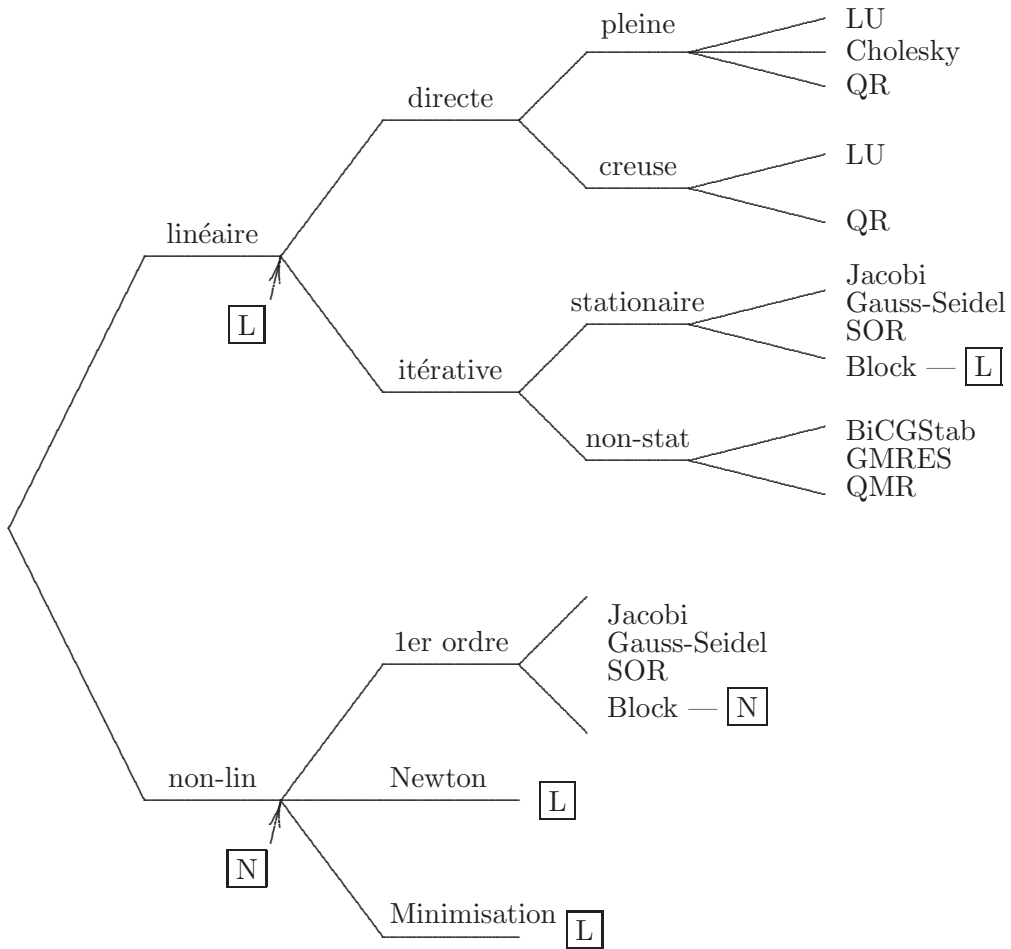 pleine
LU
Cholesky
QR
directe
creuse
LU
QR
linéaire
L
stationaire
Jacobi
Gauss-Seidel
SOR
Block — L
itérative
non-stat
BiCGStab
GMRES
QMR
1er ordre
Jacobi
Gauss-Seidel
SOR
Block — N
non-lin
Newton
L
N
Minimisation L